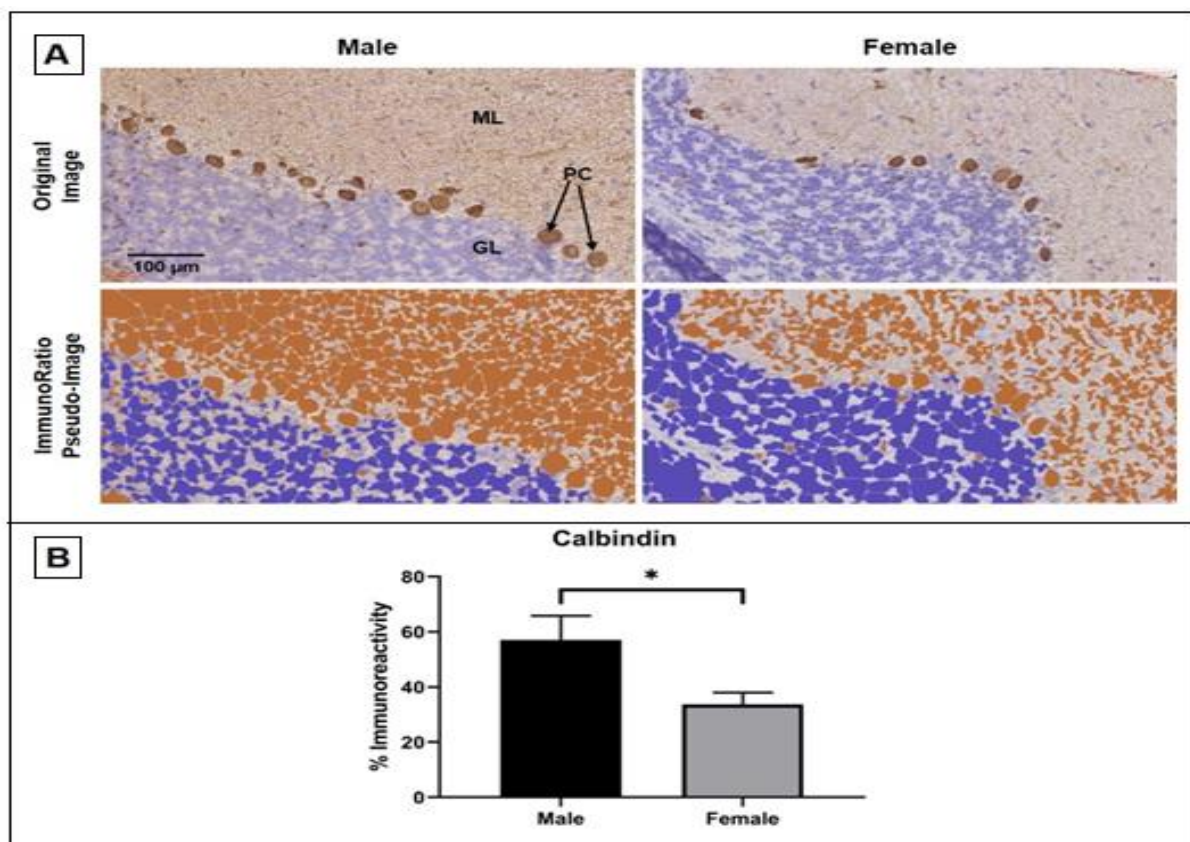 A
Male
Female
Original
Image
ML
PC
GL
100 µm
ImmunoRatio
Pseudo-Image
B
Calbindin
*
% Immunoreactivity
80
60
40
20
0
Male
Female